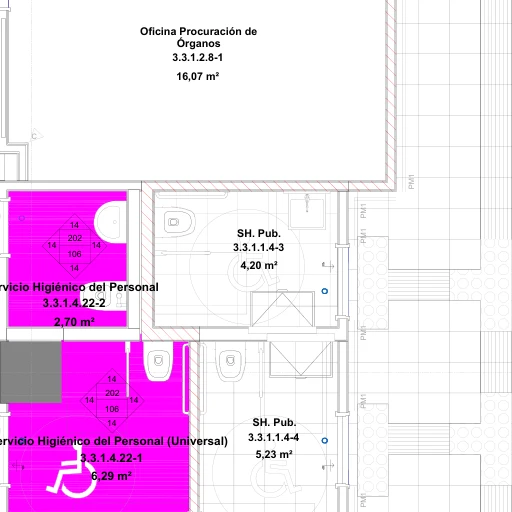 Oficina Procuración de
Órganos
3.3.1.2.8-1
16,07 m²
C
PM1
PM1
SH. Pub.
3.3.1.1.4-3
4,20 m²
14
202
14
14
106
14
rvicio Higiénico del Personal
3.3.1.4.22-2
2,70 m²
PM1
14
202
14
106
14
PM1
SH. Pub.
3.3.1.1.4-4
5,23 m²
ervicio Higiénico del Personal (Universal)
3.3.1.4.22-1
6,29 m²
PM1